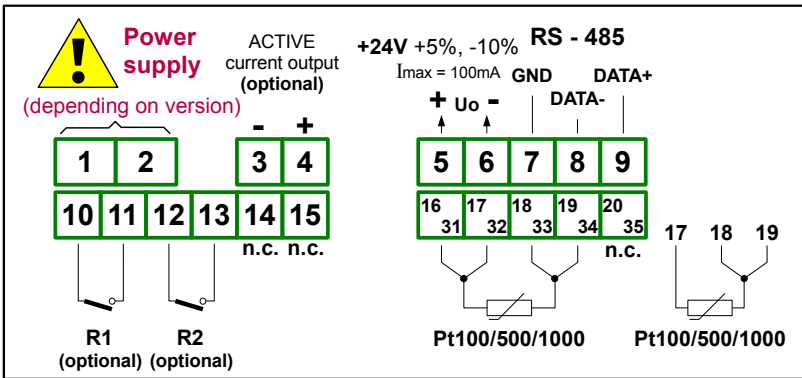 Power
supply
(depending on version)
ACTIVE
current output
(optional)
- +
+24V +5%, -10%
Imax = 100mA
+ Uo -
RS - 485
GND DATA+
DATA-
1 2 3 4
5 6 7 8 9
10 11 12 13 14 15
n.c. n.c.
16 17 18 19 20
31 32 33 34 35
n.c.
17 18 19
R1
(optional)
R2
(optional)
Pt100/500/1000
Pt100/500/1000